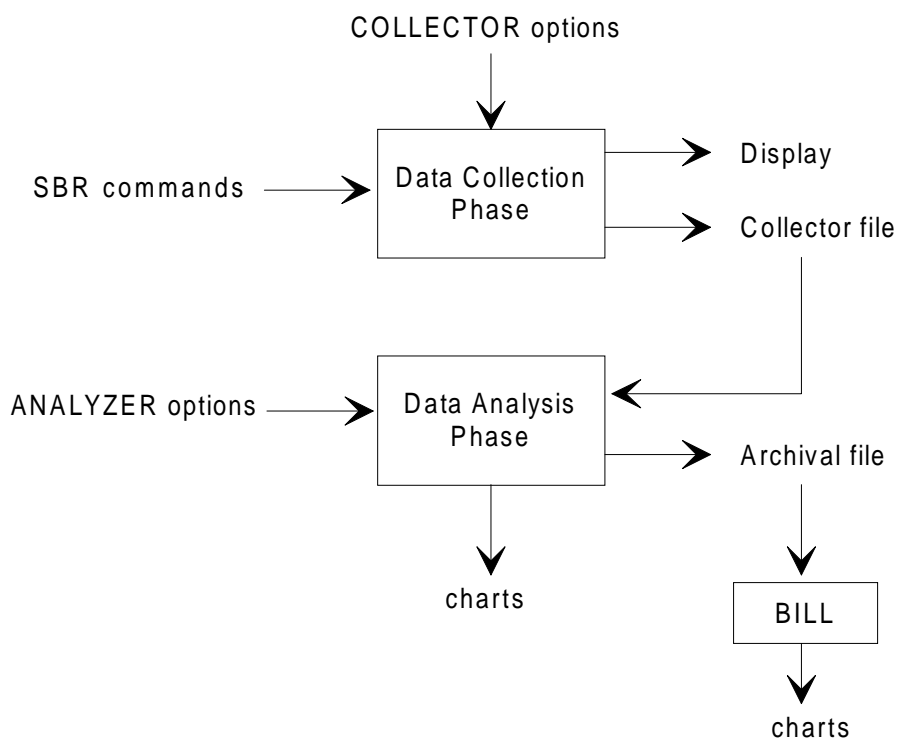 COLLECTOR options
SBR commands
Data Collection
Phase
Display
Collector file
ANALYZER options
Data Analysis
Phase
Archival file
charts
BILL
charts